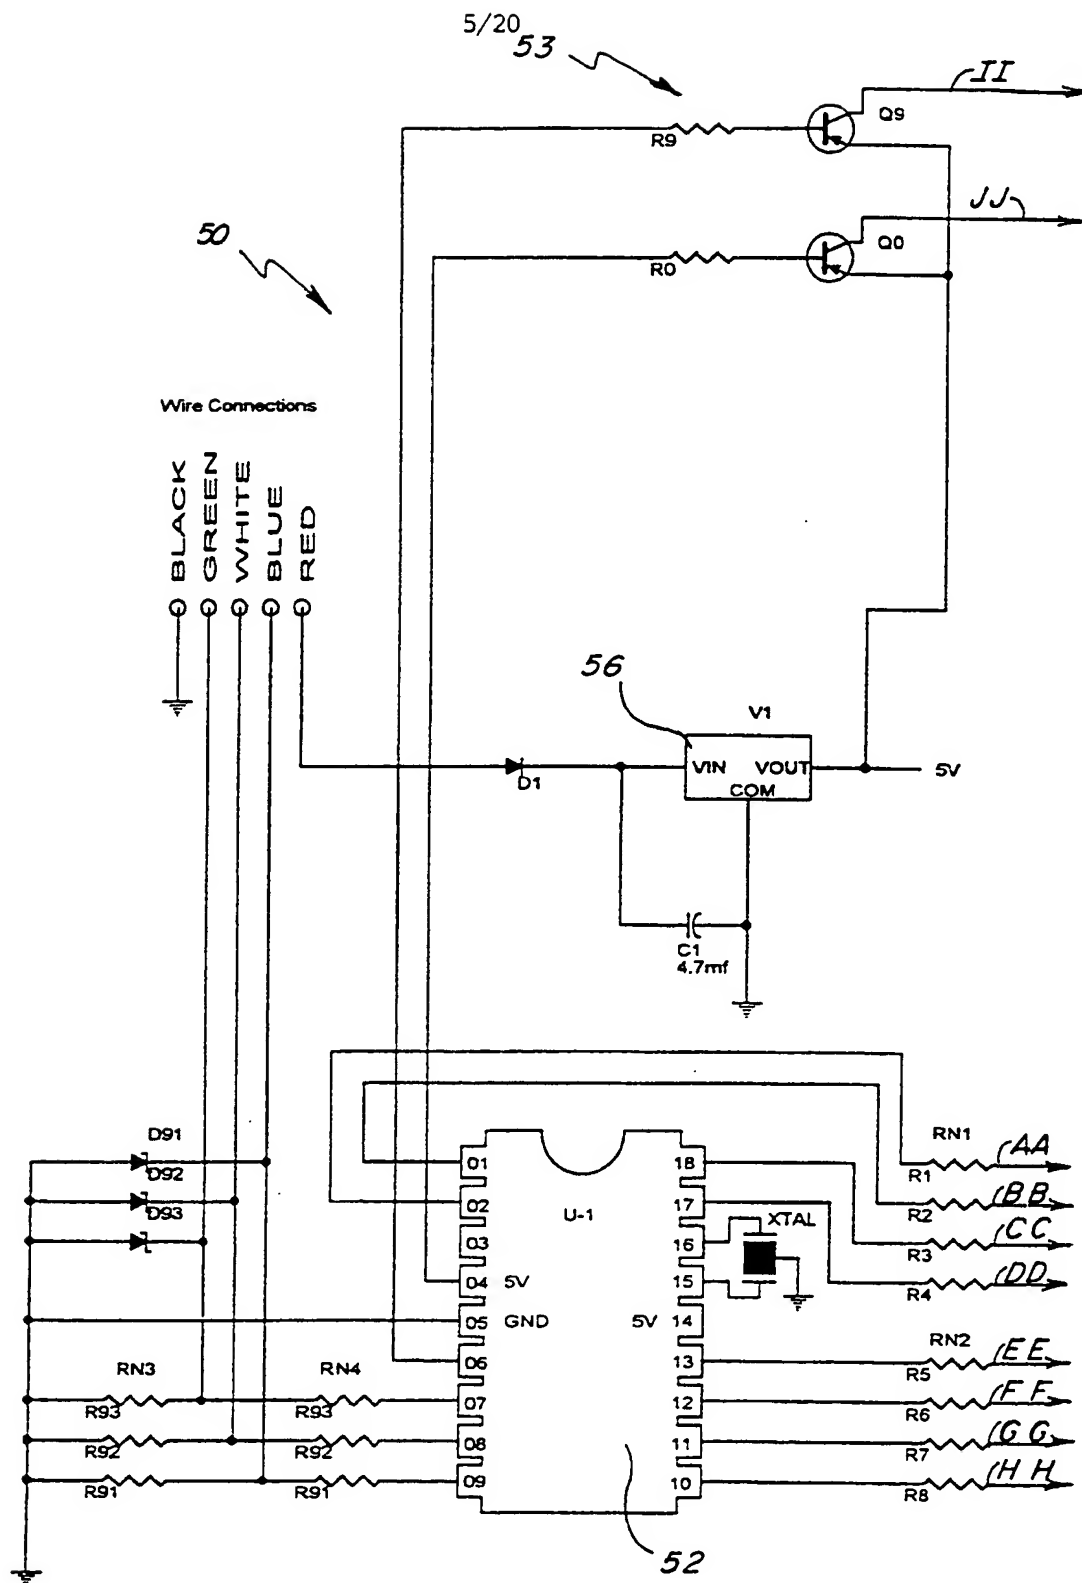 5/20
53
II
Q9
R9
JJ
50
Q0
R0
Wire Connections
BLACK
GREEN
WHITE
BLUE
RED
56
V1
VIN VOUT
COM
5V
D1
C1
4.7mf
D91
D92
D93
RN1
AA
R1
BB
R2
CC
R3
DD
R4
01 18
02 17
U-1
XTAL
03 16
04 5V 15
05 GND 5V 14
06 13
RN2
EE
R5
RN3 RN4
R93 R93 07 12
FF
R6
R92 R92 08 11
GG
R7
R91 R91 09 10
HH
R8
52